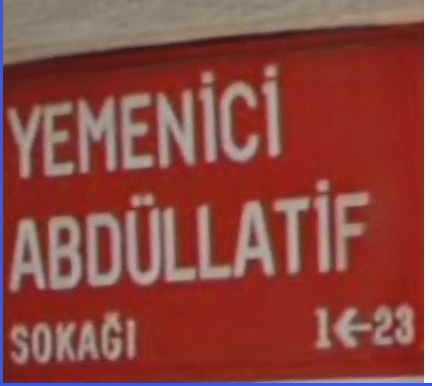 YEMENİCİ
ABDÜLLATİF
SOKAĞI 1←23